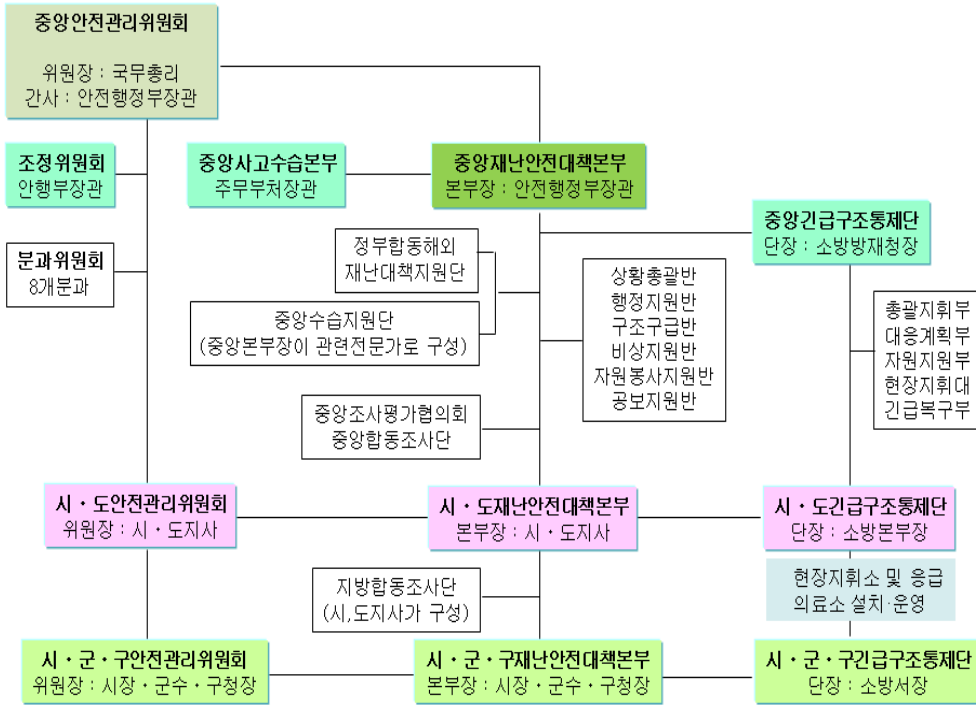 중앙안전관리위원회
위원장 : 국무총리
간사 : 안전행정부장관
조정위원회
안행부장관
중앙사고수습본부
주무부처장관
중앙재난안전대책본부
본부장 : 안전행정부장관
중앙긴급구조통제단
단장 : 소방방재청장
분과위원회
8개분과
정부합동해외
재난대책지원단
중앙수습지원단
(중앙본부장이 관련전문가로 구성)
상황총괄반
행정지원반
구조구급반
비상지원반
자원봉사지원반
공보지원반
총괄지휘부
대응계획부
자원지원부
현장지휘대
긴급복구부
중앙조사평가협의회
중앙합동조사단
시·도안전관리위원회
위원장 : 시·도지사
시·도재난안전대책본부
본부장 : 시·도지사
시·도긴급구조통제단
단장 : 소방본부장
지방합동조사단
(시,도지사가 구성)
현장지휘소 및 응급
의료소 설치·운영
시·군·구안전관리위원회
위원장 : 시장·군수·구청장
시·군·구재난안전대책본부
본부장 : 시장·군수·구청장
시·군·구긴급구조통제단
단장 : 소방서장